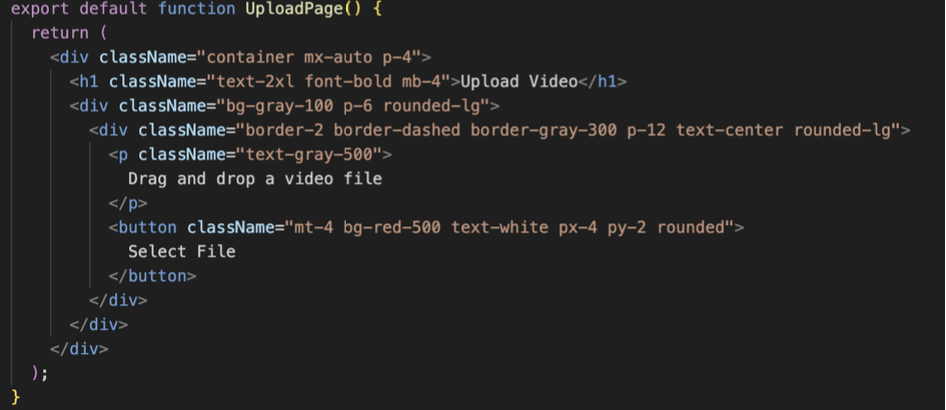 export default function UploadPage() {
return (
<div className="container mx-auto p-4">
<h1 className="text-2xl font-bold mb-4">Upload Video</h1>
<div className="bg-gray-100 p-6 rounded-lg">
<div className="border-2 border-dashed border-gray-300 p-12 text-center rounded-lg">
<p className="text-gray-500">
Drag and drop a video file
</p>
<button className="mt-4 bg-red-500 text-white px-4 py-2 rounded">
Select File
</button>
</div>
</div>
</div>
);
}